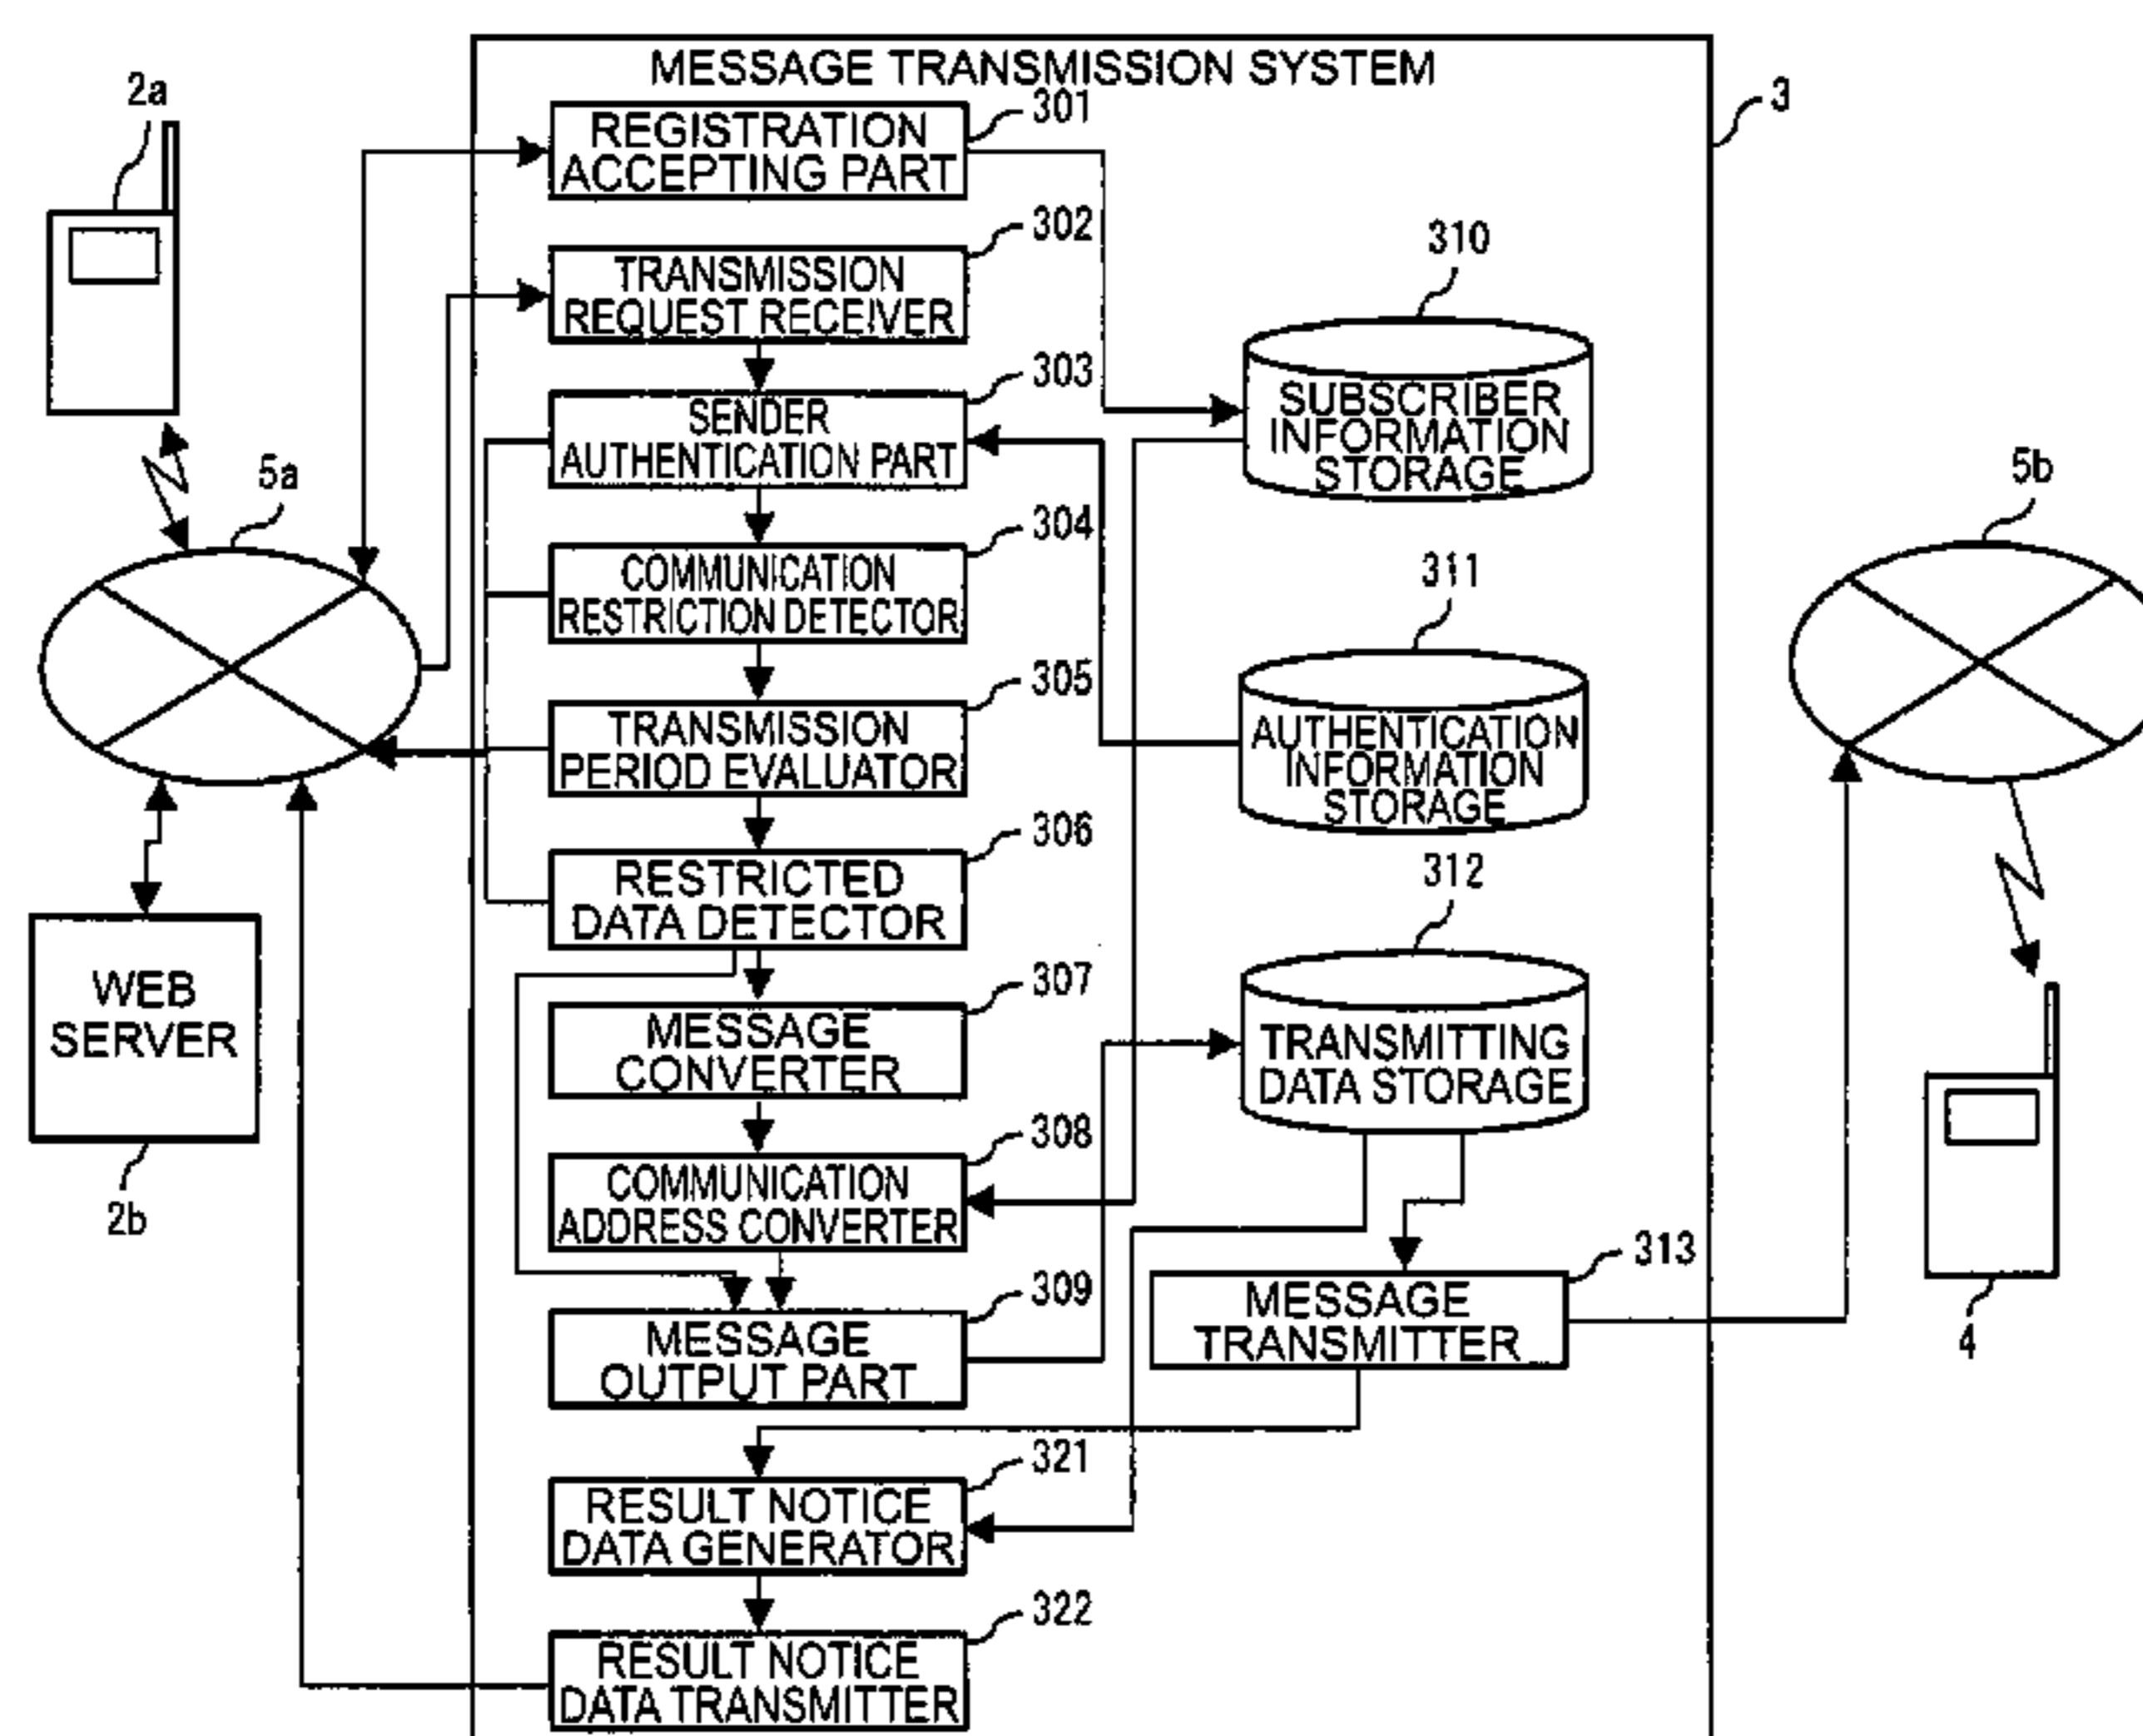 MESSAGE TRANSMISSION SYSTEM
3
2a
REGISTRATION
ACCEPTING PART
301
TRANSMISSION
REQUEST RECEIVER
302
310
SENDER
AUTHENTICATION PART
303
SUBSCRIBER
INFORMATION
STORAGE
5a
5b
COMMUNICATION
RESTRICTION DETECTOR
304
311
TRANSMISSION
PERIOD EVALUATOR
305
AUTHENTICATION
INFORMATION
STORAGE
RESTRICTED
DATA DETECTOR
306
312
WEB
SERVER
2b
MESSAGE
CONVERTER
307
TRANSMITTING
DATA STORAGE
COMMUNICATION
ADDRESS CONVERTER
308
MESSAGE
OUTPUT PART
309
MESSAGE
TRANSMITTER
313
4
RESULT NOTICE
DATA GENERATOR
321
RESULT NOTICE
DATA TRANSMITTER
322